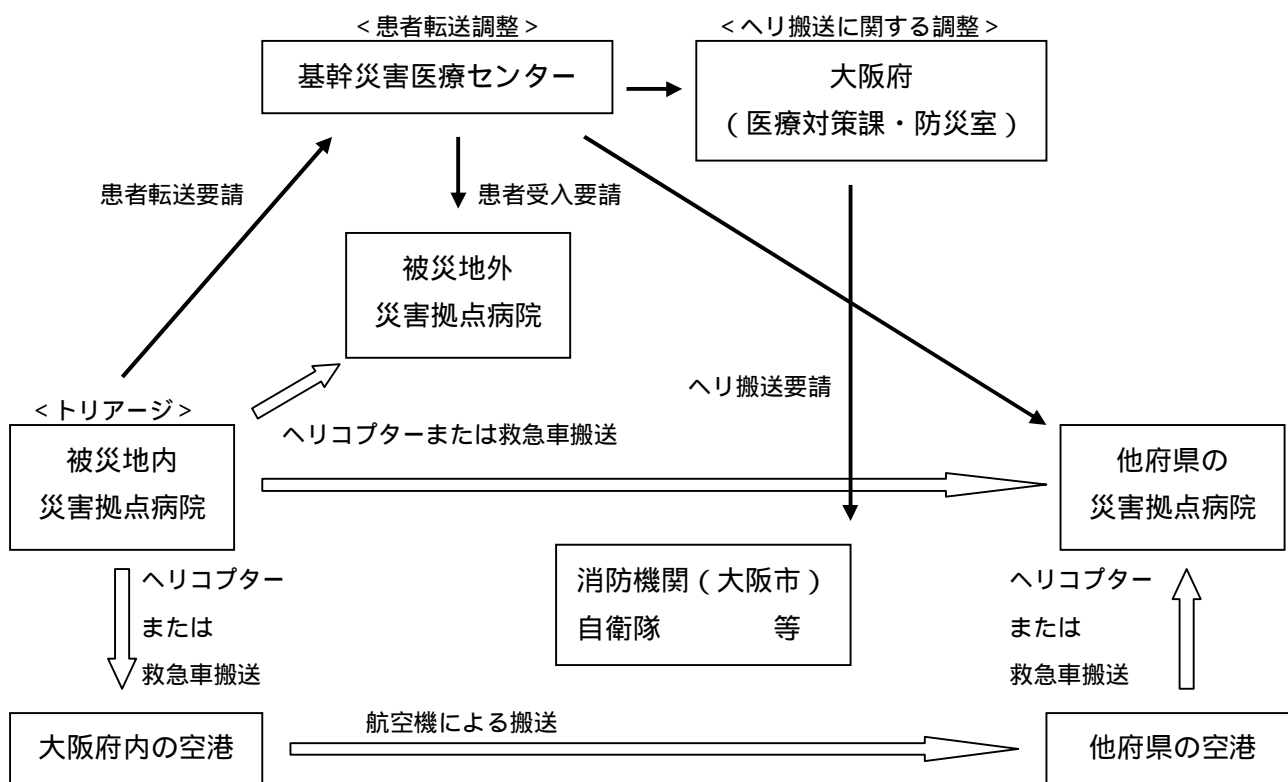 <患者転送調整>
<ヘリ搬送に関する調整>
基幹災害医療センター
大阪府
(医療対策課・防災室)
患者転送要請
患者受入要請
被災地外
災害拠点病院
ヘリ搬送要請
<トリアージ>
ヘリコプターまたは救急車搬送
被災地内
災害拠点病院
他府県の
災害拠点病院
消防機関(大阪市)
自衛隊 等
ヘリコプター
または
救急車搬送
ヘリコプター
または
救急車搬送
航空機による搬送
大阪府内の空港
他府県の空港